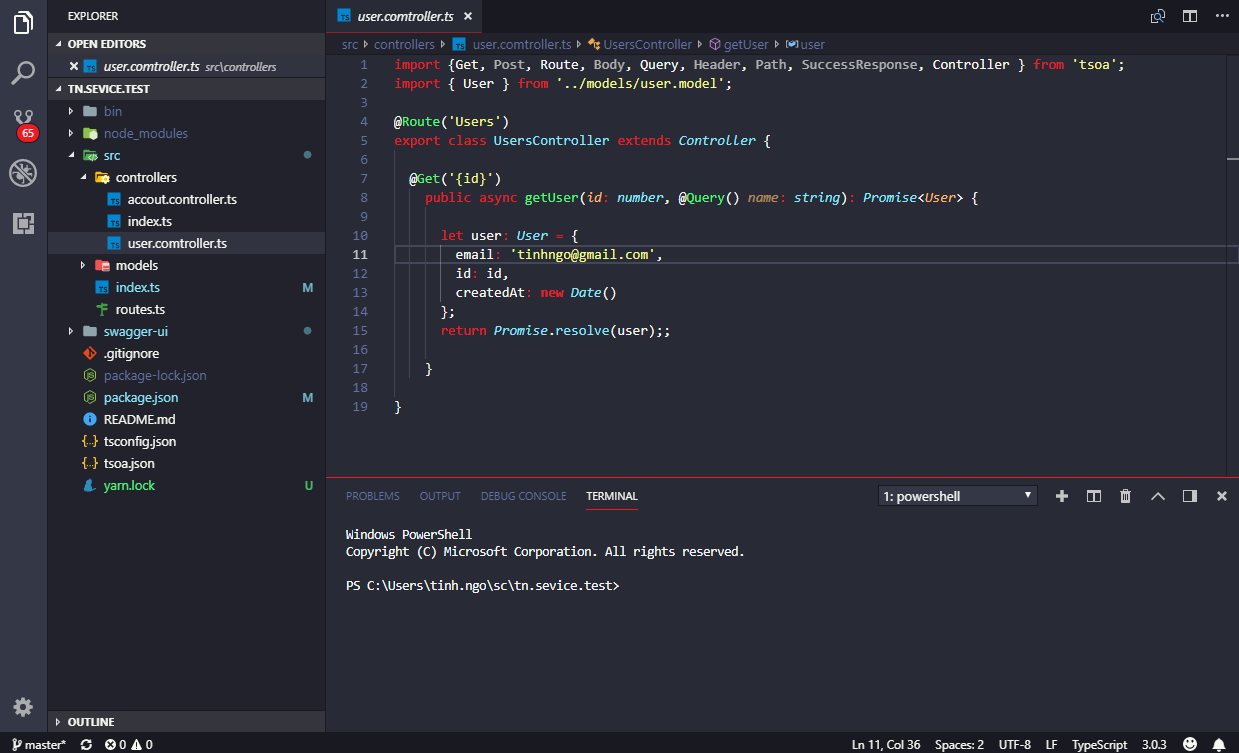 EXPLORER
OPEN EDITORS
user.comtroller.ts src\controllers
TN.SEVICE.TEST
bin
node_modules
src
controllers
accout.controller.ts
index.ts
user.comtroller.ts
models
index.ts M
routes.ts
swagger-ui
.gitignore
package-lock.json
package.json M
README.md
tsconfig.json
tsoa.json
yarn.lock U
OUTLINE
65
user.comtroller.ts
src controllers user.comtroller.ts UsersController getUser user
1 import {Get, Post, Route, Body, Query, Header, Path, SuccessResponse, Controller } from 'tsoa';
2 import { User } from '../models/user.model';
3
4 @Route('Users')
5 export class UsersController extends Controller {
6
7 @Get('{id}')
8 public async getUser(id: number, @Query() name: string): Promise<User> {
9
10 let user: User = {
11 email: 'tinhngo@gmail.com',
12 id: id,
13 createdAt: new Date()
14 };
15 return Promise.resolve(user);;
16
17 }
18
19 }
PROBLEMS OUTPUT DEBUG CONSOLE TERMINAL 1: powershell
Windows PowerShell
Copyright (C) Microsoft Corporation. All rights reserved.
PS C:\Users\tinh.ngo\sc\tn.sevice.test>
master* 0 0 Ln 11, Col 36 Spaces: 2 UTF-8 LF TypeScript 3.0.3